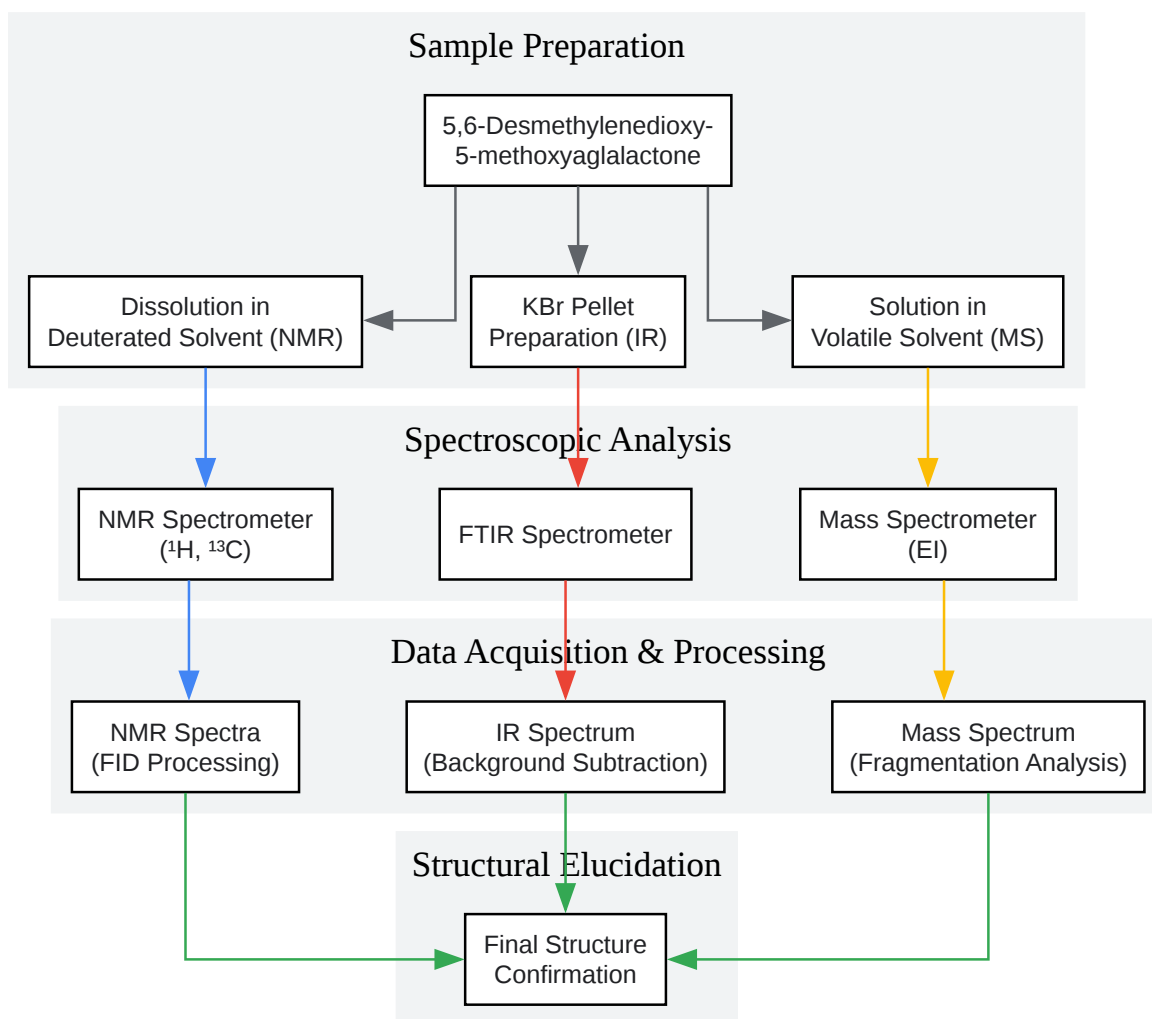 Sample Preparation
5,6-Desmethylenedioxy-
5-methoxyaglalactone
Dissolution in
Deuterated Solvent (NMR)
KBr Pellet
Preparation (IR)
Solution in
Volatile Solvent (MS)
Spectroscopic Analysis
NMR Spectrometer
(¹H, ¹³C)
FTIR Spectrometer
Mass Spectrometer
(EI)
Data Acquisition & Processing
NMR Spectra
(FID Processing)
IR Spectrum
(Background Subtraction)
Mass Spectrum
(Fragmentation Analysis)
Structural Elucidation
Final Structure
Confirmation